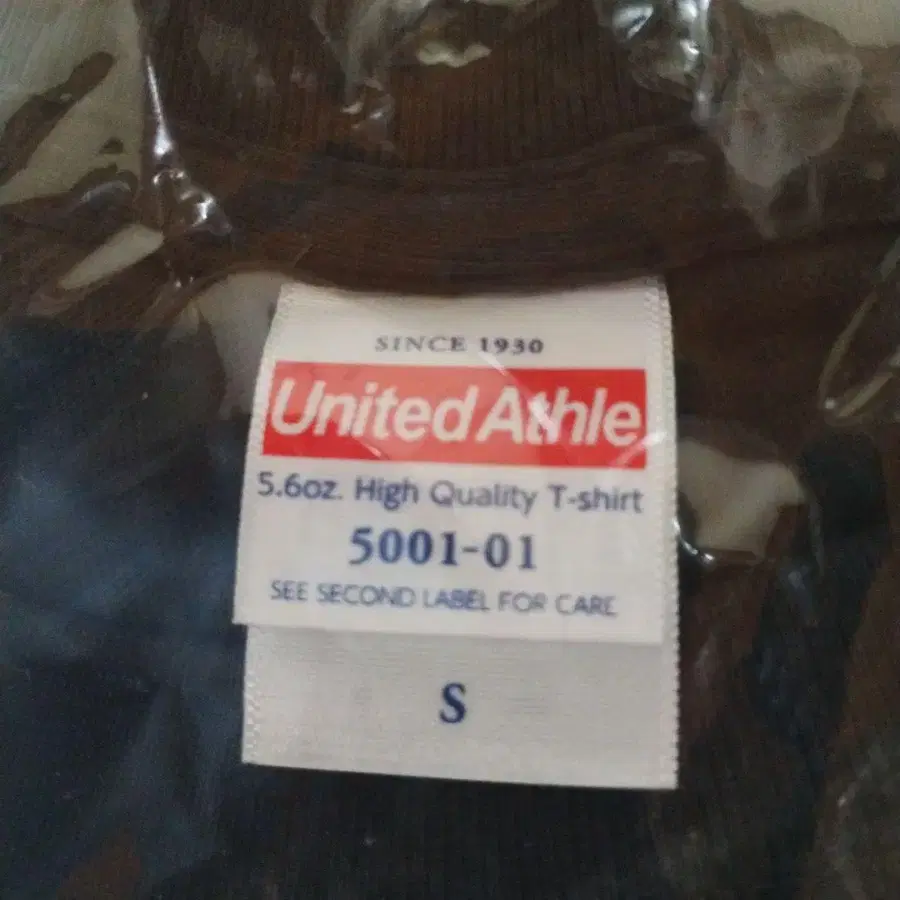 SINCE 1930
United Athle
5.6oz. High Quality T-shirt
5001-01
SEE SECOND LABEL FOR CARE
S